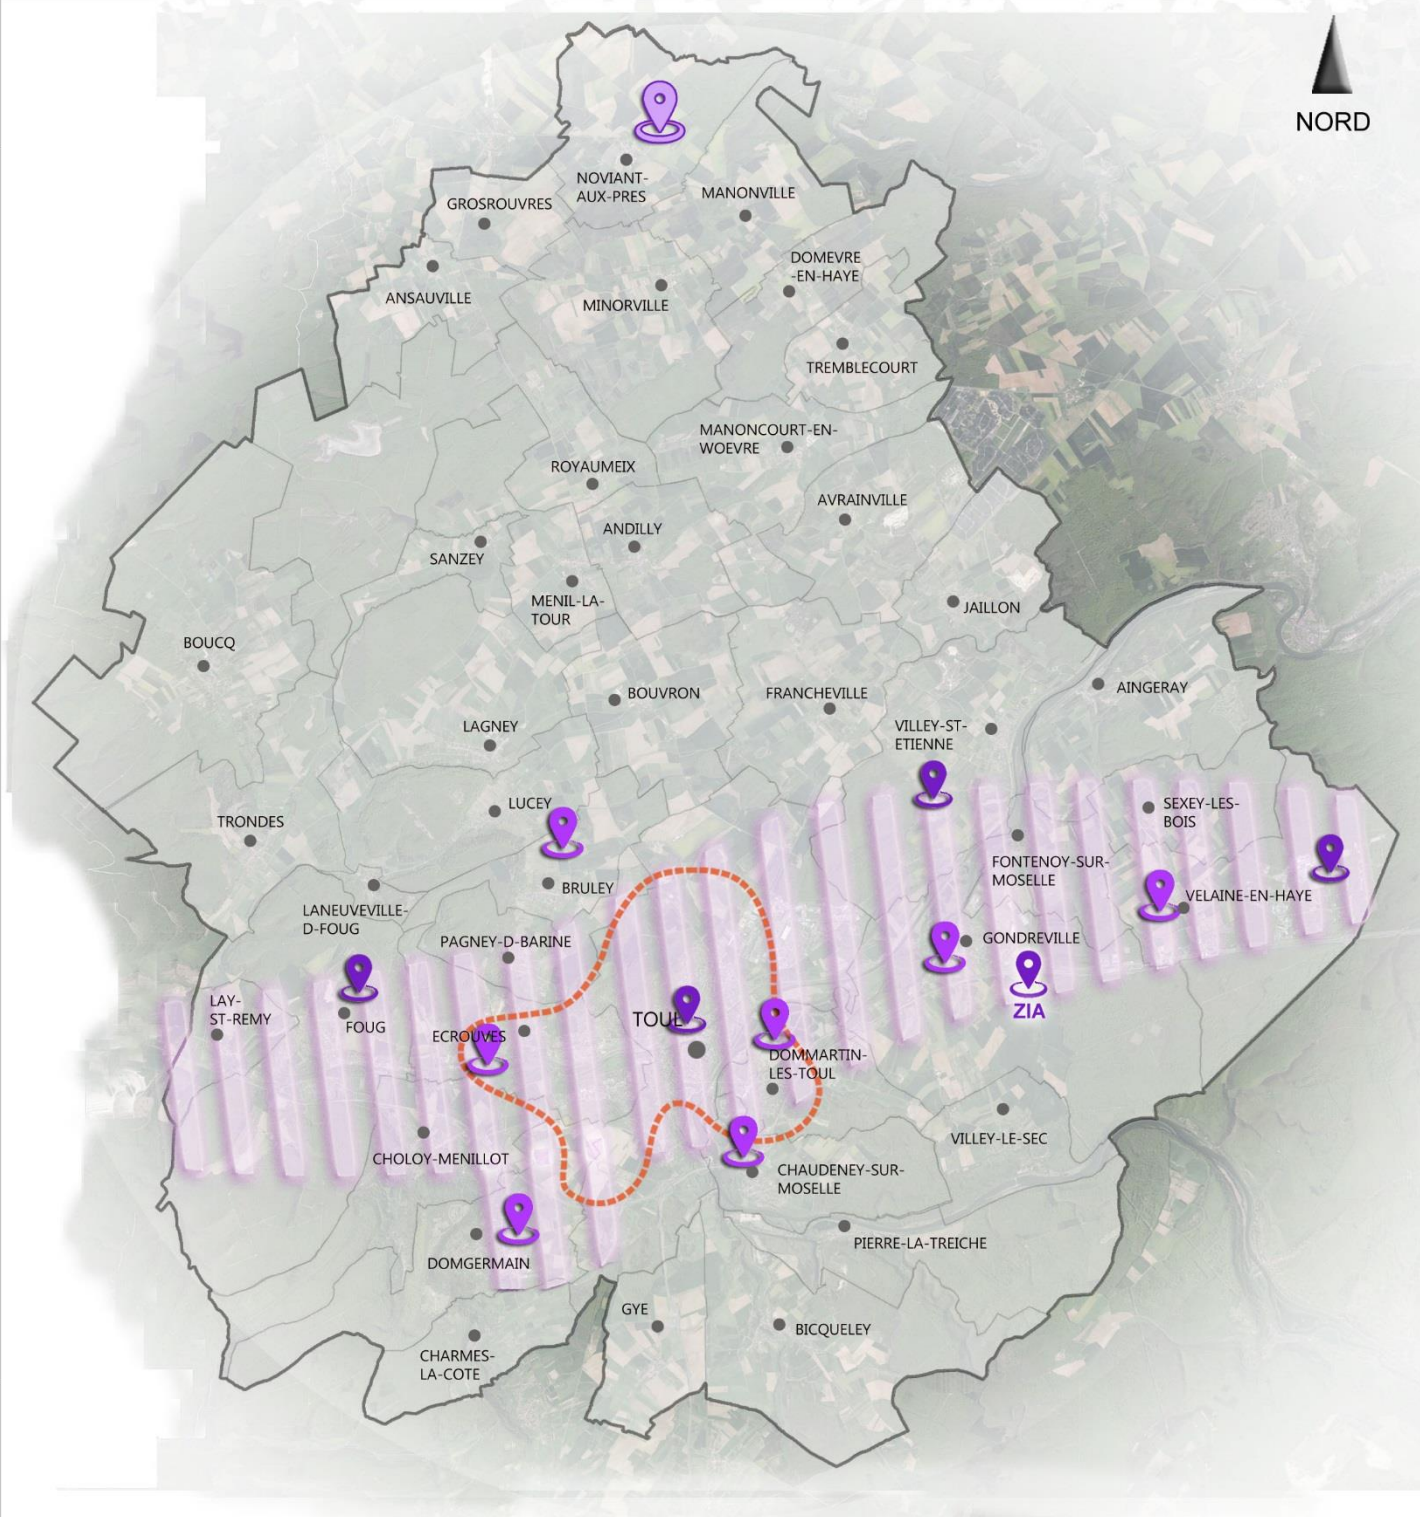 NORD
NOVIANT-
AUX-PRES
MANONVILLE
GROSROUVRES
DOMEVRE
-EN-HAYE
ANSAUVILLE
MINORVILLE
TREMBLECOURT
MANONCOURT-EN-
WOEVRE
ROYAUMEIX
AVRAINVILLE
ANDILLY
SANZEY
MENIL-LA-
TOUR
JAILLON
BOUCQ
AINGERAY
BOUVRON
FRANCHEVILLE
LAGNEY
VILLEY-ST-
ETIENNE
LUCEY
SEXEY-LES-
BOIS
TRONDES
FONTENOY-SUR-
MOSELLE
BRULEY
VELAINE-EN-HAYE
LANEUVEVILLE-
D-FOUG
PAGNEY-D-BARINE
GONDREVILLE
LAY-
ST-REMY
ZIA
FOUG
TOUL
ECROUVES
DOMMARTIN-
LES-TOUL
VILLEY-LE-SEC
CHOLOY-MENILLOT
CHAUDENEY-SUR-
MOSELLE
PIERRE-LA-TREICHE
DOMGERMAIN
GYE
BICQUELEY
CHARMES-
LA-COTE